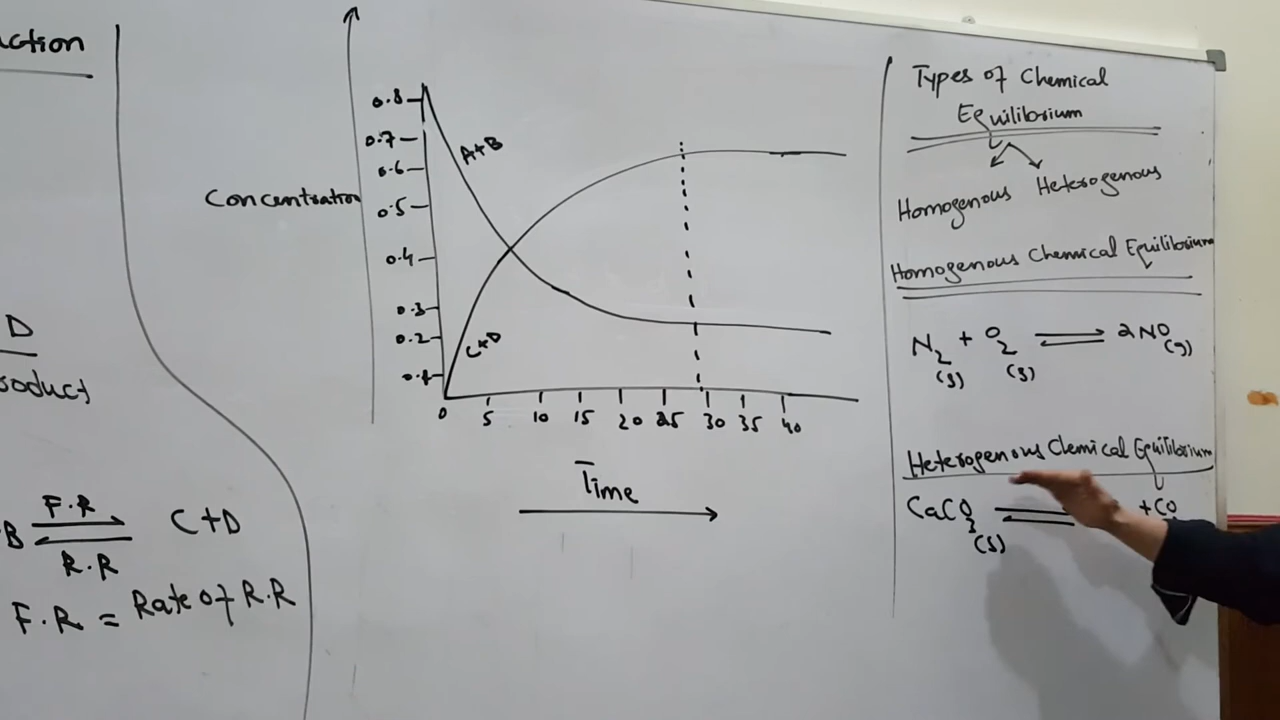 ction
D
roduct
B F.R R.R C+D
F.R = Rate of R.R
Concentration
0.8
0.7
0.6
0.5
0.4
0.3
0.2
0.1
A+B
C+D
0 5 10 15 20 25 30 35 40
Time
Types of Chemical
Equilibrium
Homogenous Heterogenous
Homogenous Chemical Equilibrium
N2(g) + O2(g) ⇌ 2NO(g)
Heterogenous Chemical Equilibrium
CaCO3(s) ⇌ +CO